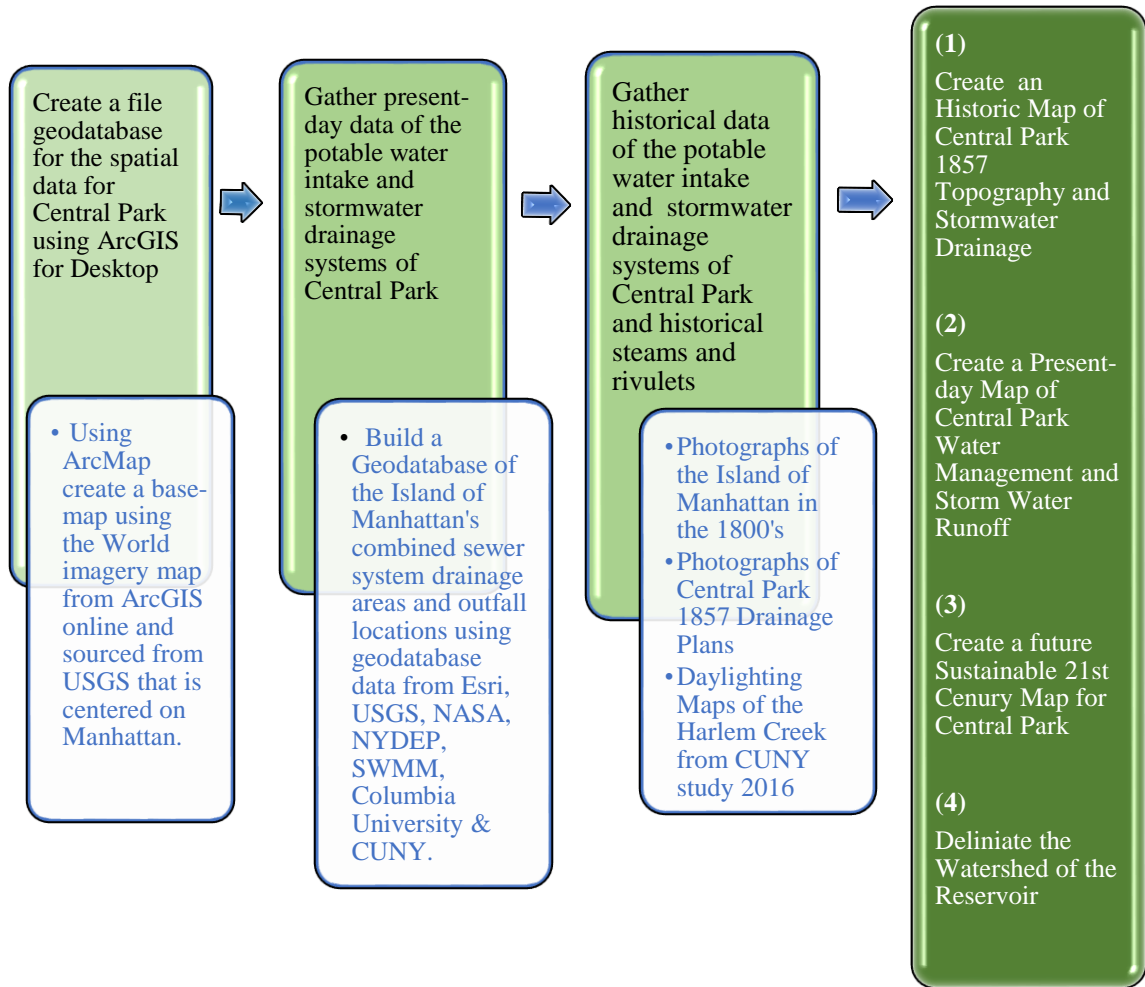 Create a file
geodatabase
for the spatial
data for
Central Park
using ArcGIS
for Desktop
• Using
ArcMap
create a base-
map using
the World
imagery map
from ArcGIS
online and
sourced from
USGS that is
centered on
Manhattan.
Gather present-
day data of the
potable water
intake and
stormwater
drainage
systems of
Central Park
• Build a
Geodatabase of
the Island of
Manhattan's
combined sewer
system drainage
areas and outfall
locations using
geodatabase
data from Esri,
USGS, NASA,
NYDEP,
SWMM,
Columbia
University &
CUNY.
Gather
historical data
of the potable
water intake
and stormwater
drainage
systems of
Central Park
and historical
steams and
rivulets
• Photographs of
the Island of
Manhattan in
the 1800's
• Photographs of
Central Park
1857 Drainage
Plans
• Daylighting
Maps of the
Harlem Creek
from CUNY
study 2016
(1)
Create an
Historic Map of
Central Park
1857
Topography and
Stormwater
Drainage
(2)
Create a Present-
day Map of
Central Park
Water
Management and
Storm Water
Runoff
(3)
Create a future
Sustainable 21st
Cenury Map for
Central Park
(4)
Deliniate the
Watershed of the
Reservoir